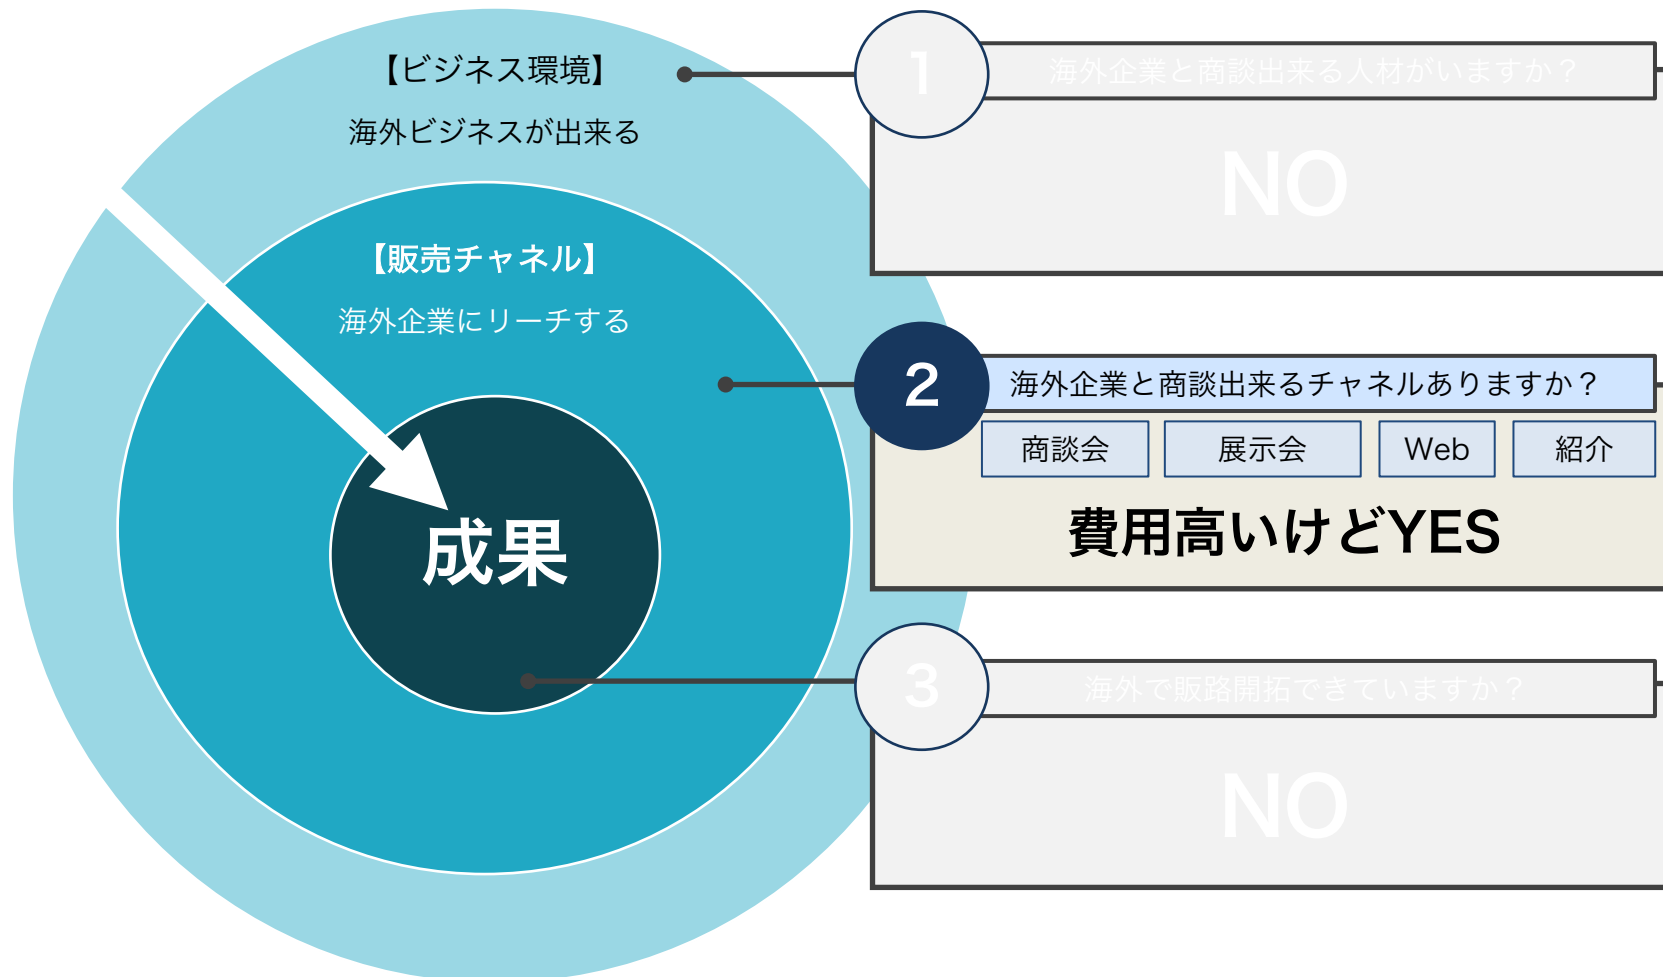 【ビジネス環境】
海外ビジネスが出来る
【販売チャネル】
海外企業にリーチする
成果
1
海外企業と商談出来る人材がいますか？
NO
2
海外企業と商談出来るチャネルありますか？
商談会
展示会
Web
紹介
費用高いけどYES
3
海外で販路開拓できていますか？
NO